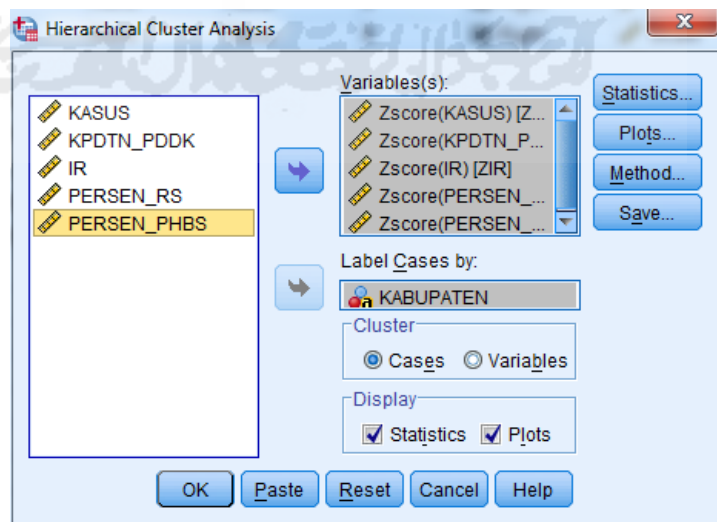 Hierarchical Cluster Analysis
Variables(s):
KASUS
KPDTN_PDDK
IR
PERSEN_RS
PERSEN_PHBS
Zscore(KASUS) [Z...
Zscore(KPDTN_P...
Zscore(IR) [ZIR]
Zscore(PERSEN_...
Zscore(PERSEN_...
Statistics...
Plots...
Method...
Save...
Label Cases by:
KABUPATEN
Cluster
Cases Variables
Display
Statistics Plots
OK Paste Reset Cancel Help